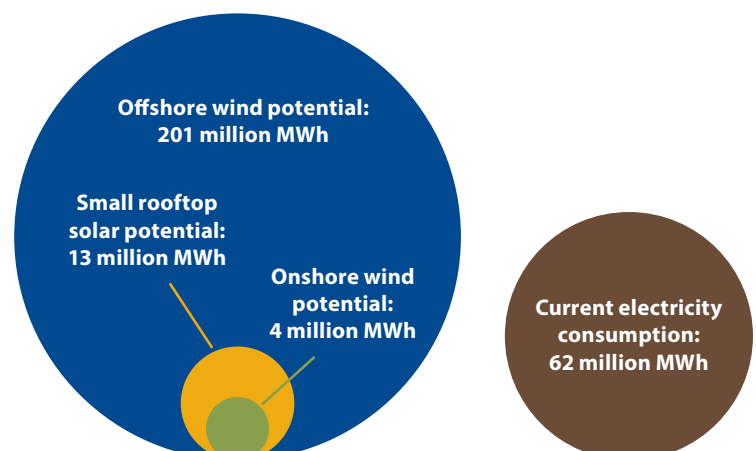 Offshore wind potential:
201 million MWh
Small rooftop
solar potential:
13 million MWh
Onshore wind
potential:
4 million MWh
Current electricity
consumption:
62 million MWh